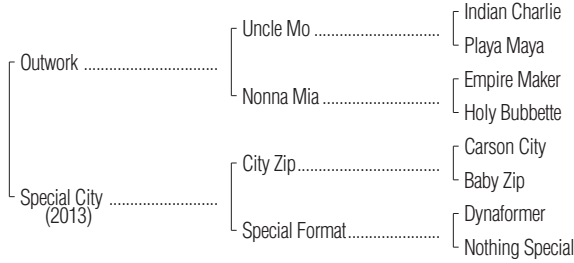 Indian Charlie
Uncle Mo ....................................
Playa Maya
Outwork .......................................
Empire Maker
Nonna Mia .................................
Holy Bubbette
Carson City
City Zip.........................................
Baby Zip
Special City ................................
(2013)
Dynaformer
Special Format..........................
Nothing Special